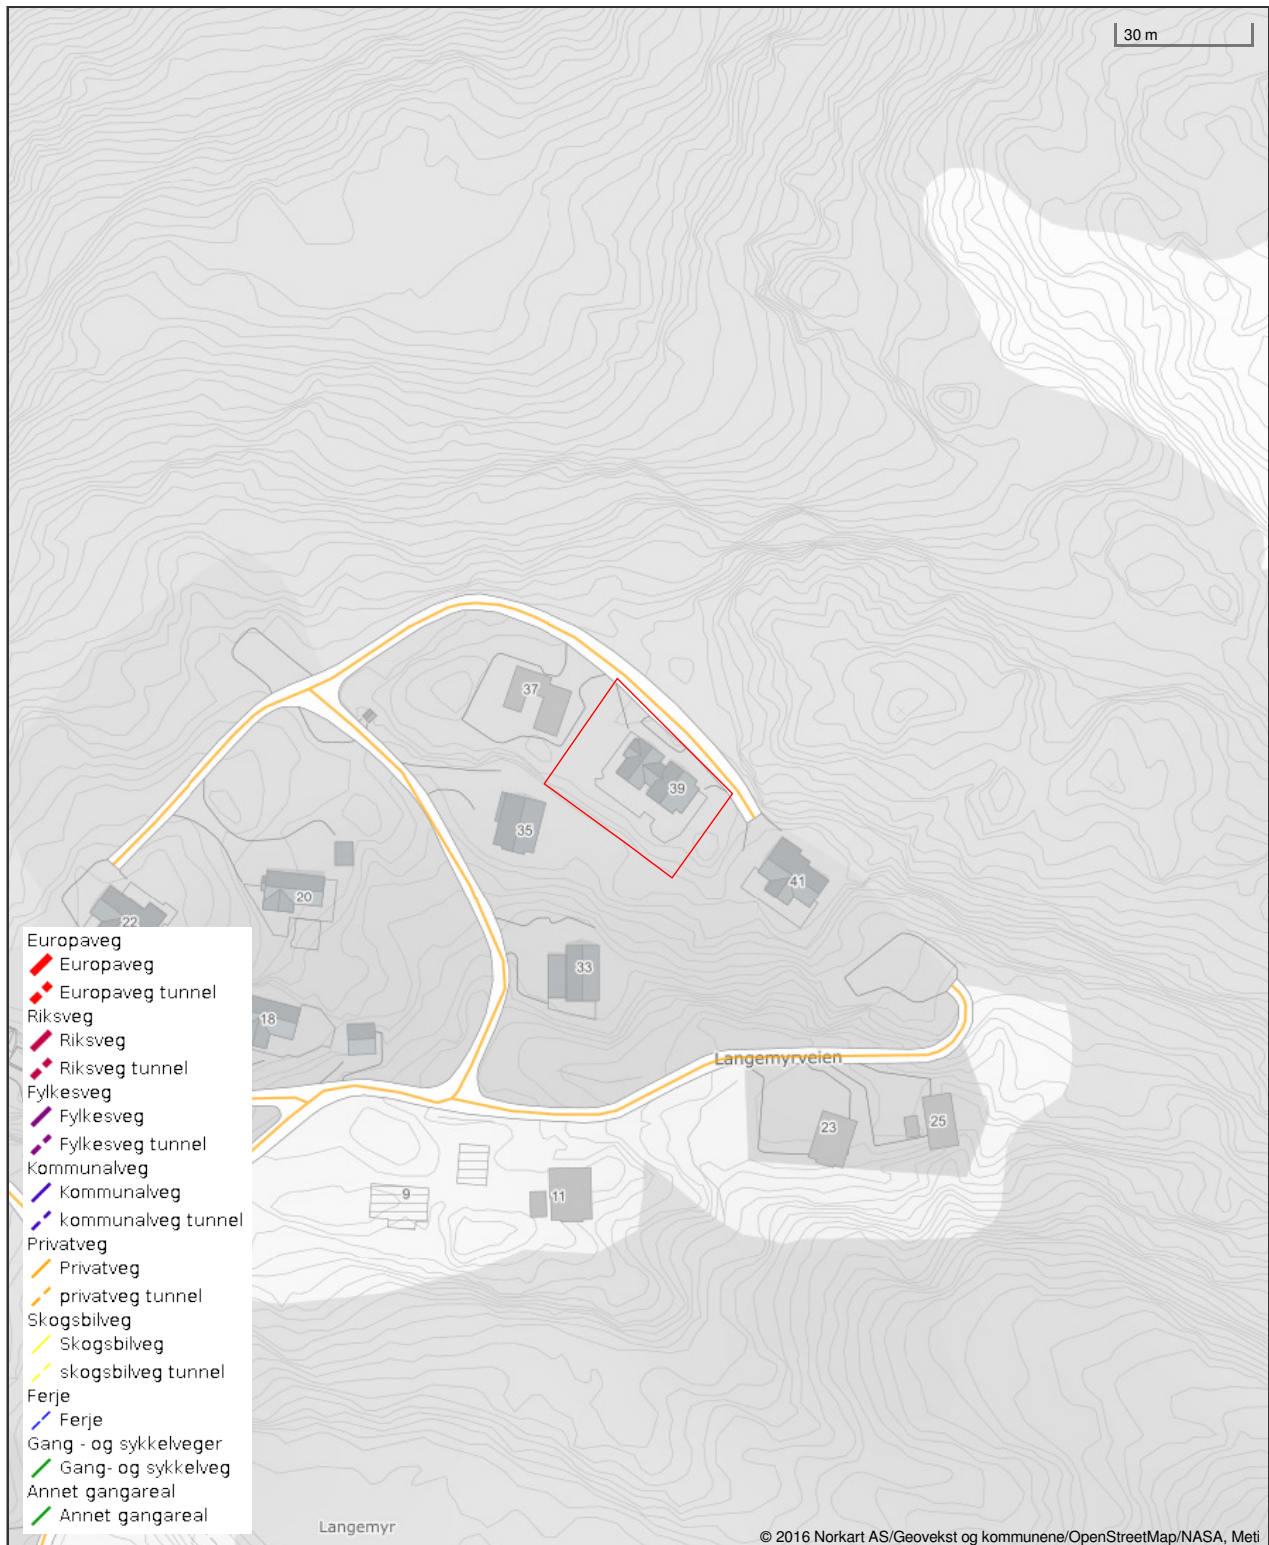 30 m
37
39
35
41
20
22
33
18
Langemyrveien
23
25
9
11
Europaveg
Europaveg
Europaveg tunnel
Riksveg
Riksveg
Riksveg tunnel
Fylkesveg
Fylkesveg
Fylkesveg tunnel
Kommunalveg
Kommunalveg
kommunalveg tunnel
Privatveg
Privatveg
privatveg tunnel
Skogsbilveg
Skogsbilveg
skogsbilveg tunnel
Ferje
Ferje
Gang - og sykkelveger
Gang- og sykkelveg
Annet gangareal
Annet gangareal
Langemyr
© 2016 Norkart AS/Geovekst og kommunene/OpenStreetMap/NASA, Meti